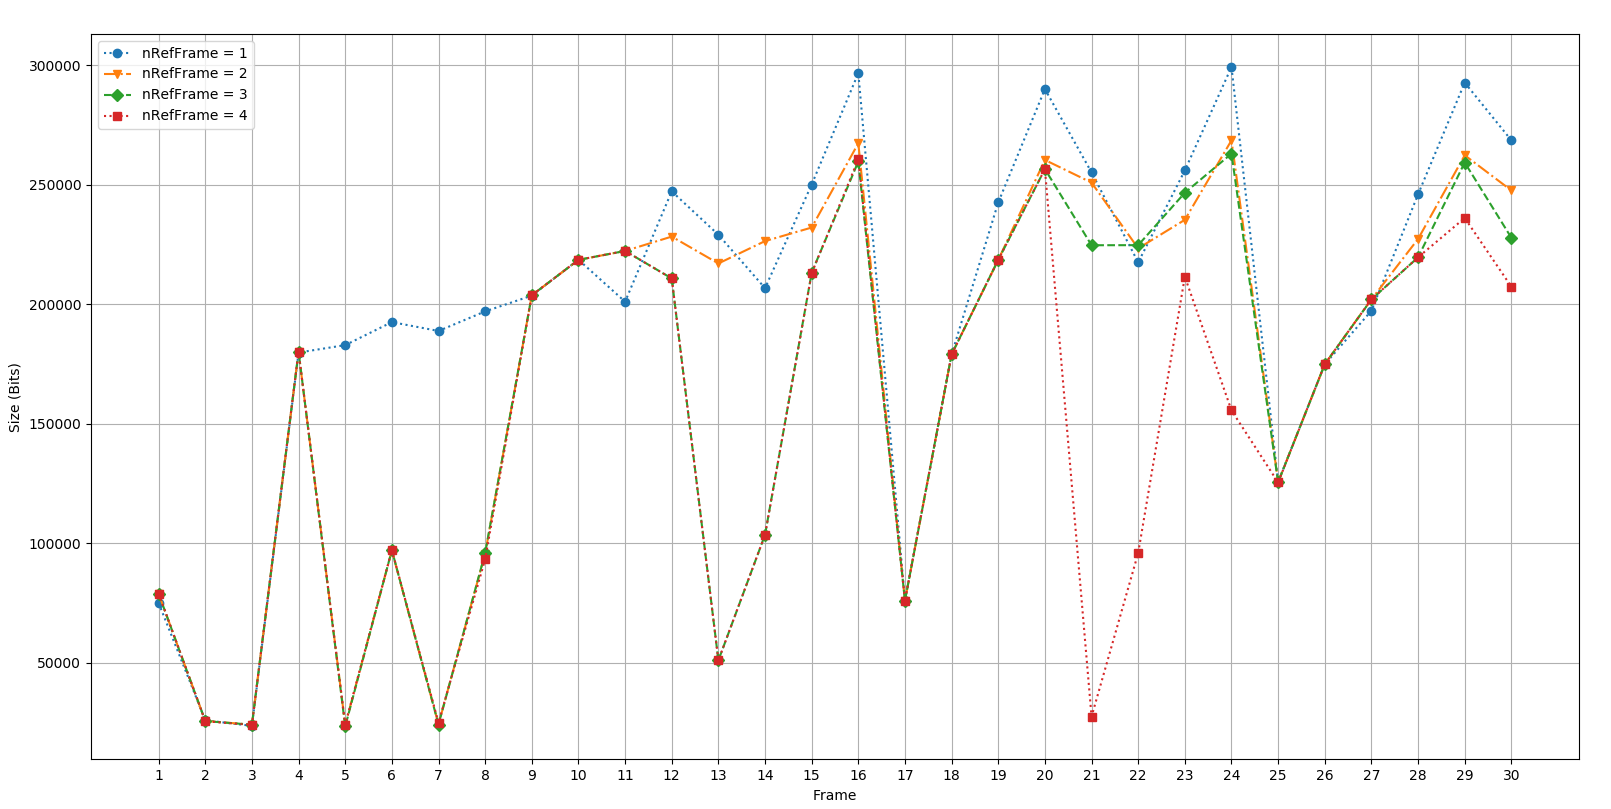 nRefFrame = 1
nRefFrame = 2
nRefFrame = 3
nRefFrame = 4
300000
250000
200000
150000
100000
50000
Size (Bits)
1 2 3 4 5 6 7 8 9 10 11 12 13 14 15 16 17 18 19 20 21 22 23 24 25 26 27 28 29 30
Frame